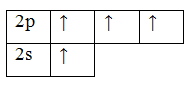 2p ↑ ↑ ↑
2s ↑